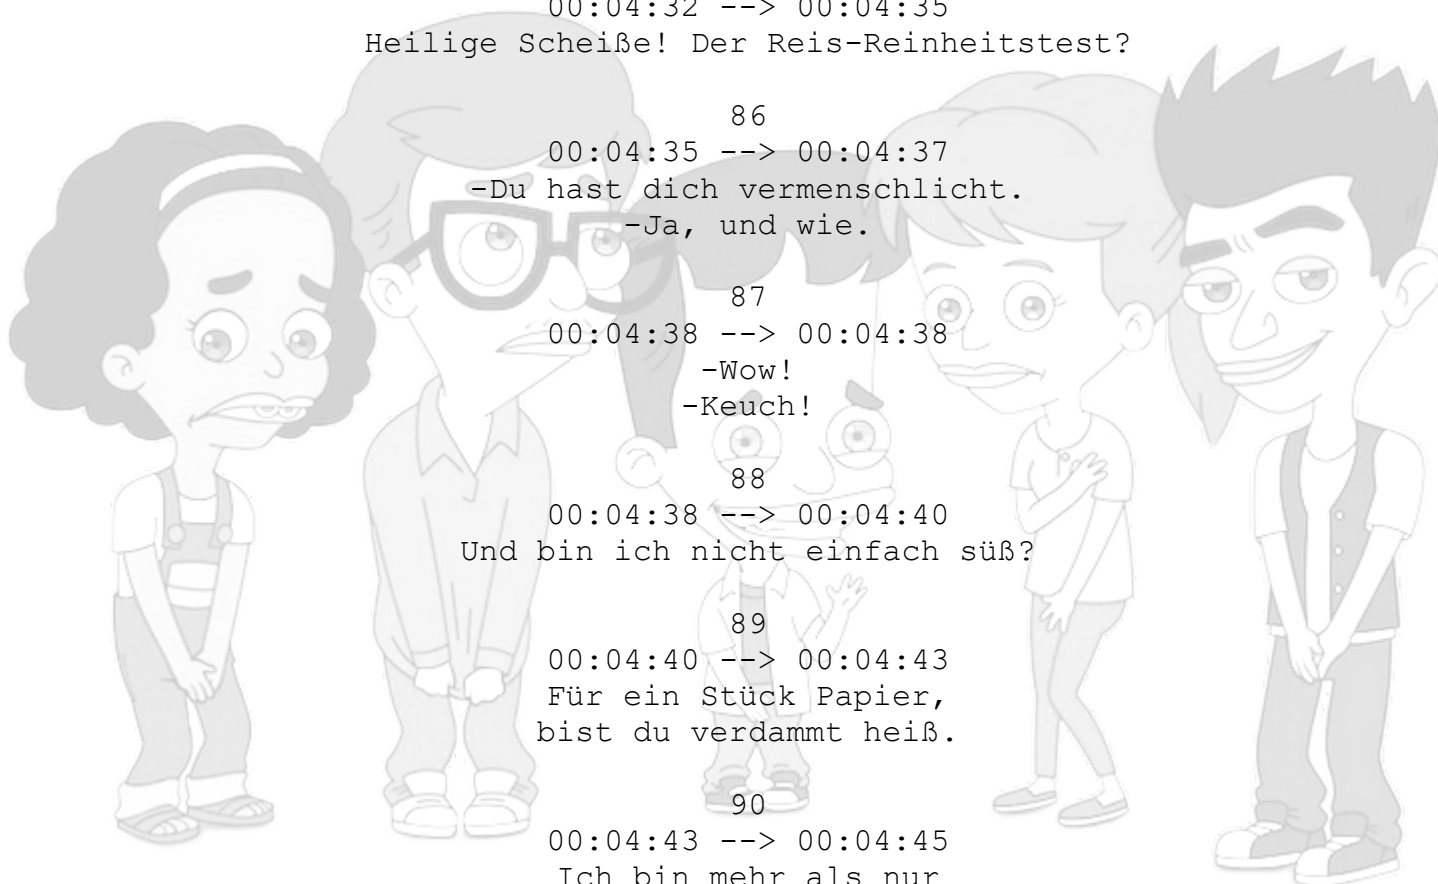 00:04:32 --> 00:04:35
Heilige Scheiße! Der Reis-Reinheitstest?
86
00:04:35 --> 00:04:37
-Du hast dich vermenschlicht.
-Ja, und wie.
87
00:04:38 --> 00:04:38
-Wow!
-Keuch!
88
00:04:38 --> 00:04:40
Und bin ich nicht einfach süß?
89
00:04:40 --> 00:04:43
Für ein Stück Papier,
bist du verdammt heiß.
90
00:04:43 --> 00:04:45
Ich bin mehr als nur